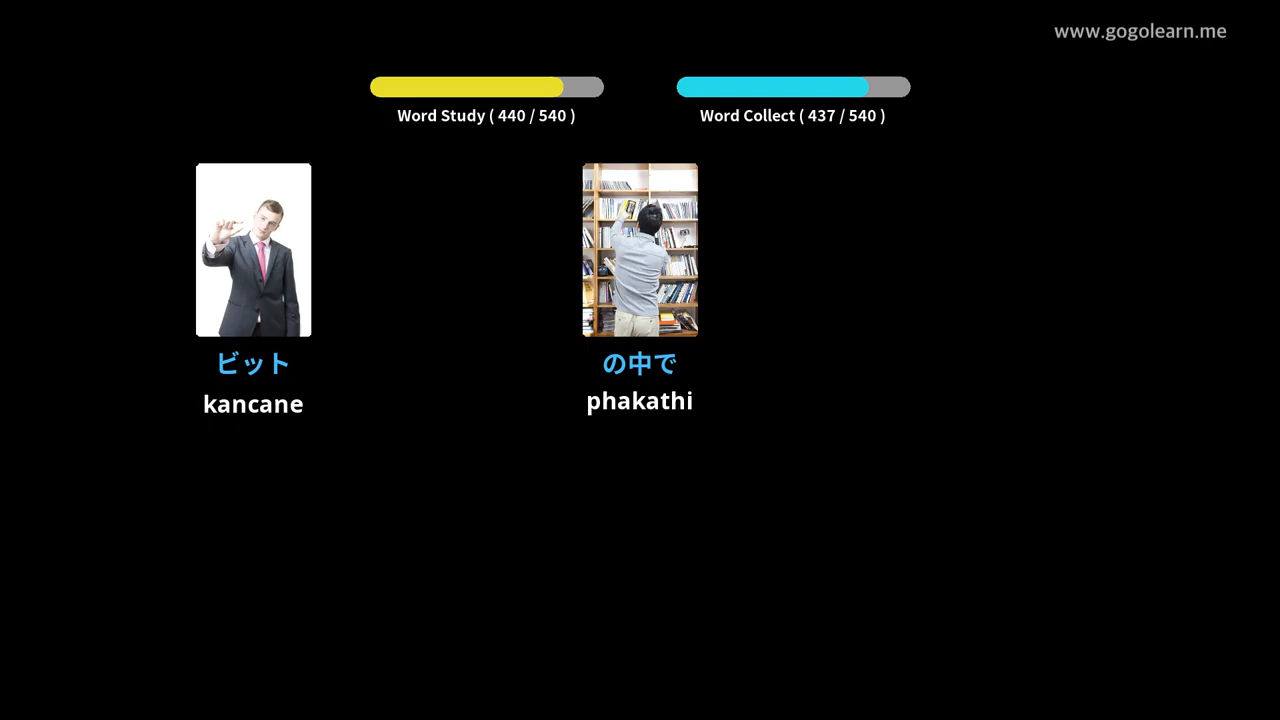 www.gogolearn.me
Word Study ( 440 / 540 )
Word Collect ( 437 / 540 )
ビット
kancane
の中で
phakathi